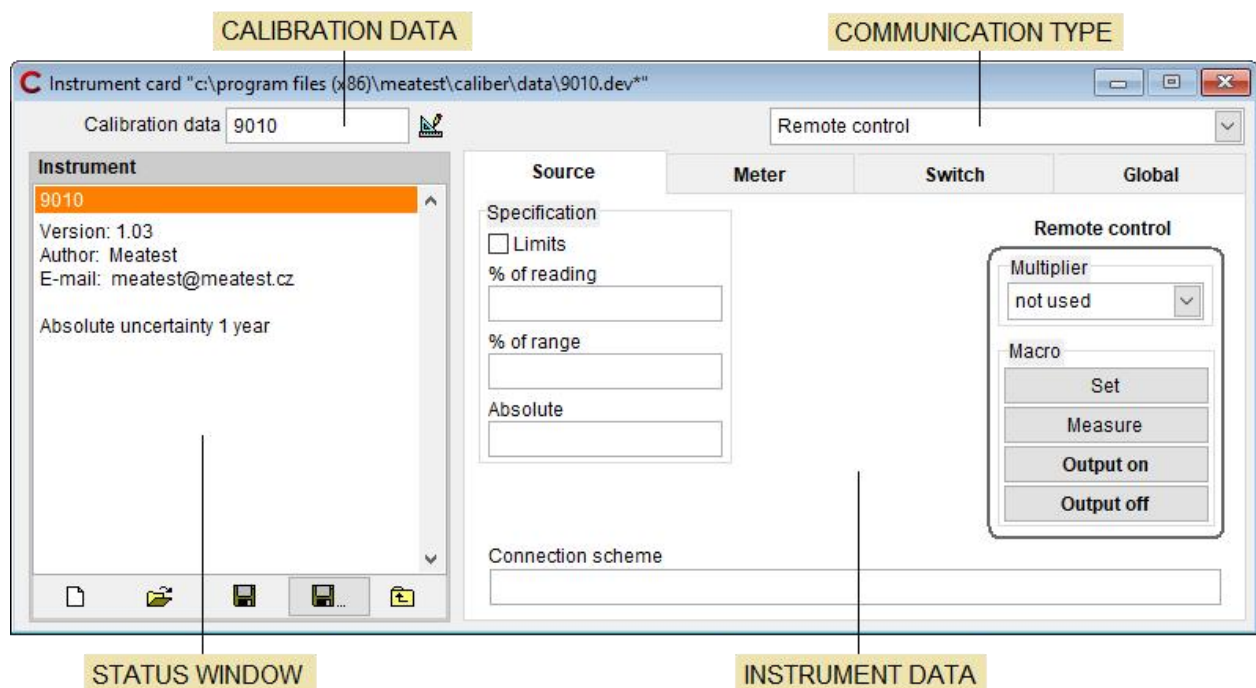 CALIBRATION DATA
COMMUNICATION TYPE
Instrument card "c:\program files (x86)\meatest\caliber\data\9010.dev*"
Calibration data 9010
Remote control
Instrument
9010
Version: 1.03
Author: Meatest
E-mail: meatest@meatest.cz
Absolute uncertainty 1 year
Source Meter Switch Global
Specification
Limits
% of reading
% of range
Absolute
Remote control
Multiplier
not used
Macro
Set
Measure
Output on
Output off
Connection scheme
STATUS WINDOW
INSTRUMENT DATA